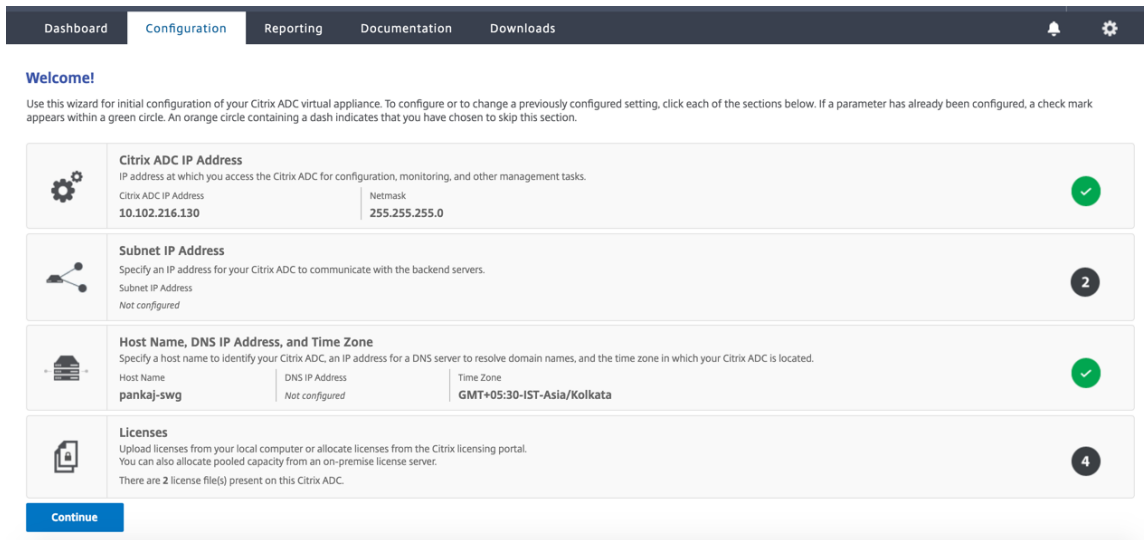 Dashboard Configuration Reporting Documentation Downloads
Welcome!
Use this wizard for initial configuration of your Citrix ADC virtual appliance. To configure or to change a previously configured setting, click each of the sections below. If a parameter has already been configured, a check mark
appears within a green circle. An orange circle containing a dash indicates that you have chosen to skip this section.
Citrix ADC IP Address
IP address at which you access the Citrix ADC for configuration, monitoring, and other management tasks.
Citrix ADC IP Address Netmask
10.102.216.130 255.255.255.0
Subnet IP Address
Specify an IP address for your Citrix ADC to communicate with the backend servers.
Subnet IP Address
Not configured
2
Host Name, DNS IP Address, and Time Zone
Specify a host name to identify your Citrix ADC, an IP address for a DNS server to resolve domain names, and the time zone in which your Citrix ADC is located.
Host Name DNS IP Address Time Zone
pankaj-swg Not configured GMT+05:30-IST-Asia/Kolkata
Licenses
Upload licenses from your local computer or allocate licenses from the Citrix licensing portal.
You can also allocate pooled capacity from an on-premise license server.
There are 2 license file(s) present on this Citrix ADC.
4
Continue